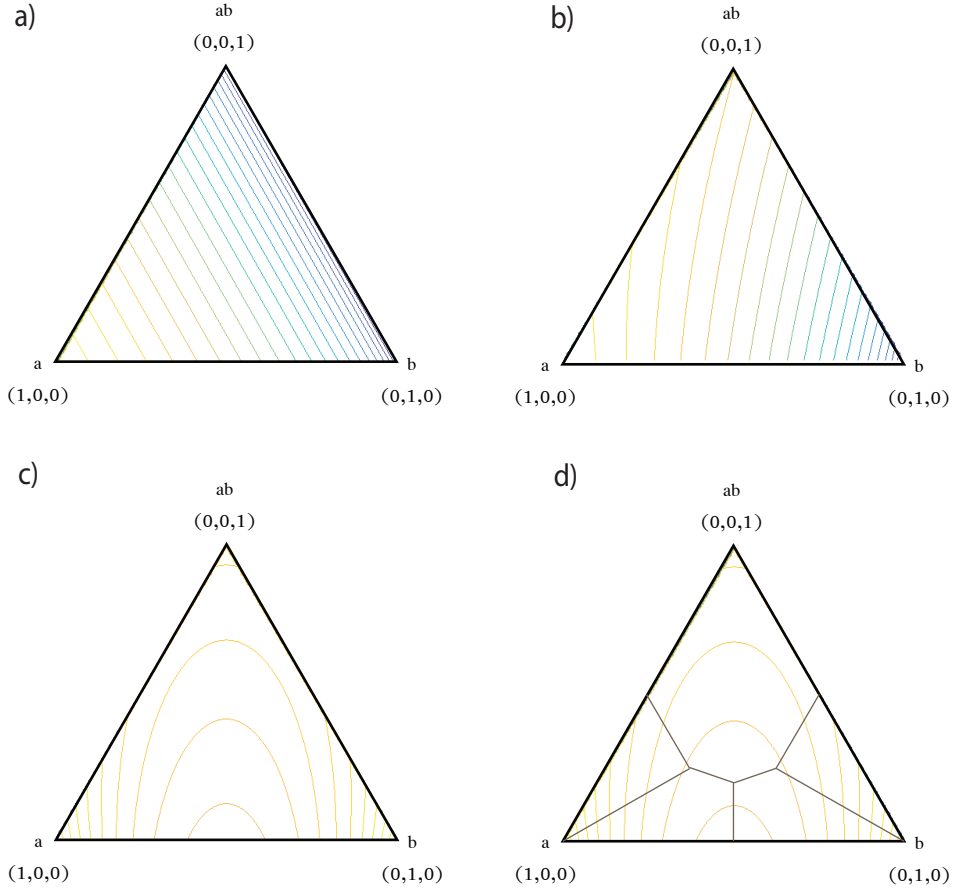 a)
ab
(0,0,1)
a
b
(1,0,0)
(0,1,0)
b)
ab
(0,0,1)
a
b
(1,0,0)
(0,1,0)
c)
ab
(0,0,1)
a
b
(1,0,0)
(0,1,0)
d)
ab
(0,0,1)
a
b
(1,0,0)
(0,1,0)